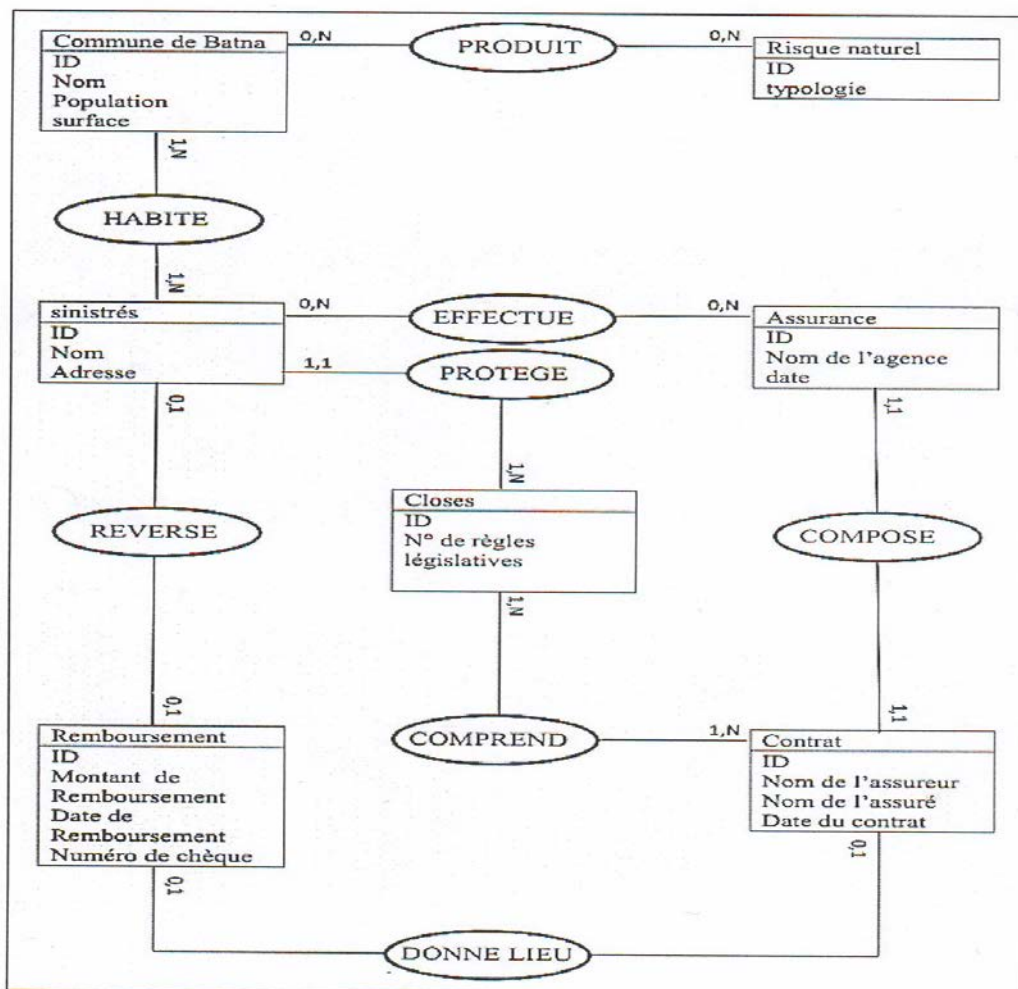 Commune de Batna
ID
Nom
Population
surface
0,N
PRODUIT
0,N
Risque naturel
ID
typologie
1,N
HABITE
1,N
sinistrés
ID
Nom
Adresse
0,N
EFFECTUE
0,N
Assurance
ID
Nom de l'agence
date
1,1
PROTEGE
0,1
1,1
1,N
REVERSE
Closes
ID
N° de règles
législatives
COMPOSE
1,N
0,1
1,1
Remboursement
ID
Montant de
Remboursement
Date de
Remboursement
Numéro de chèque
COMPREND
1,N
Contrat
ID
Nom de l'assureur
Nom de l'assuré
Date du contrat
0,1
0,1
DONNE LIEU